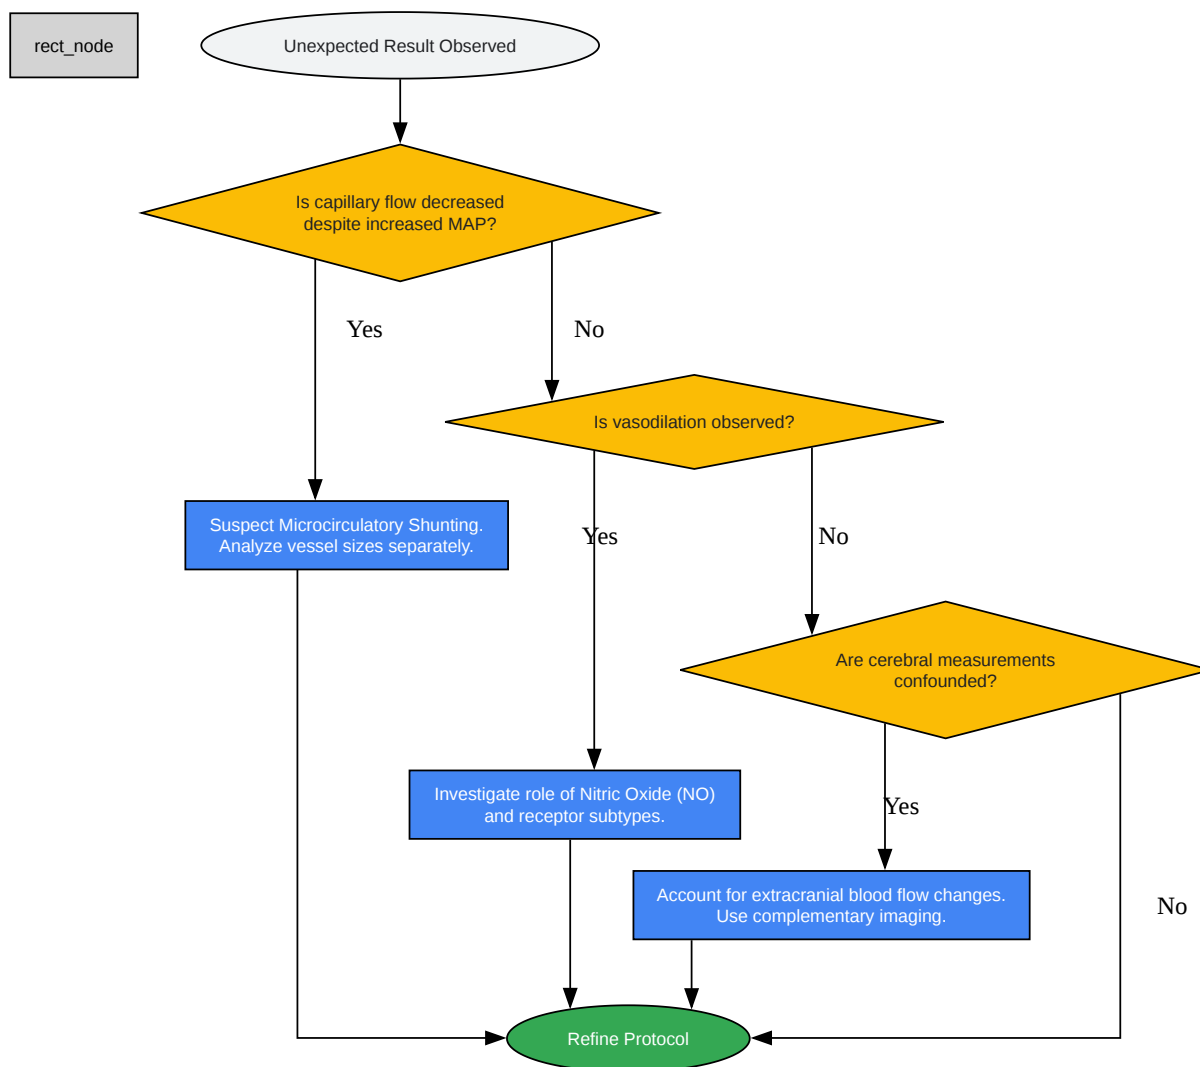 rect_node
Unexpected Result Observed
Is capillary flow decreased
despite increased MAP?
Yes
No
Is vasodilation observed?
Suspect Microcirculatory Shunting.
Analyze vessel sizes separately.
Yes
No
Are cerebral measurements
confounded?
Investigate role of Nitric Oxide (NO)
and receptor subtypes.
Yes
Account for extracranial blood flow changes.
Use complementary imaging.
No
Refine Protocol